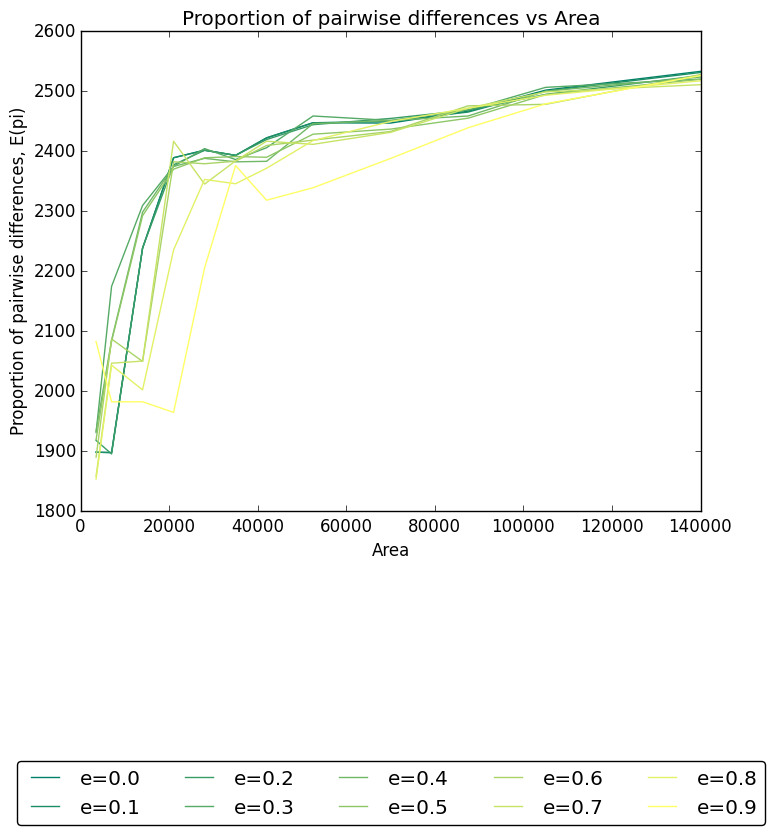 Proportion of pairwise differences vs Area
2600
2500
2400
2300
2200
2100
2000
1900
1800
Proportion of pairwise differences, E(pi)
0 20000 40000 60000 80000 100000 120000 140000
Area
e=0.0 e=0.2 e=0.4 e=0.6 e=0.8
e=0.1 e=0.3 e=0.5 e=0.7 e=0.9